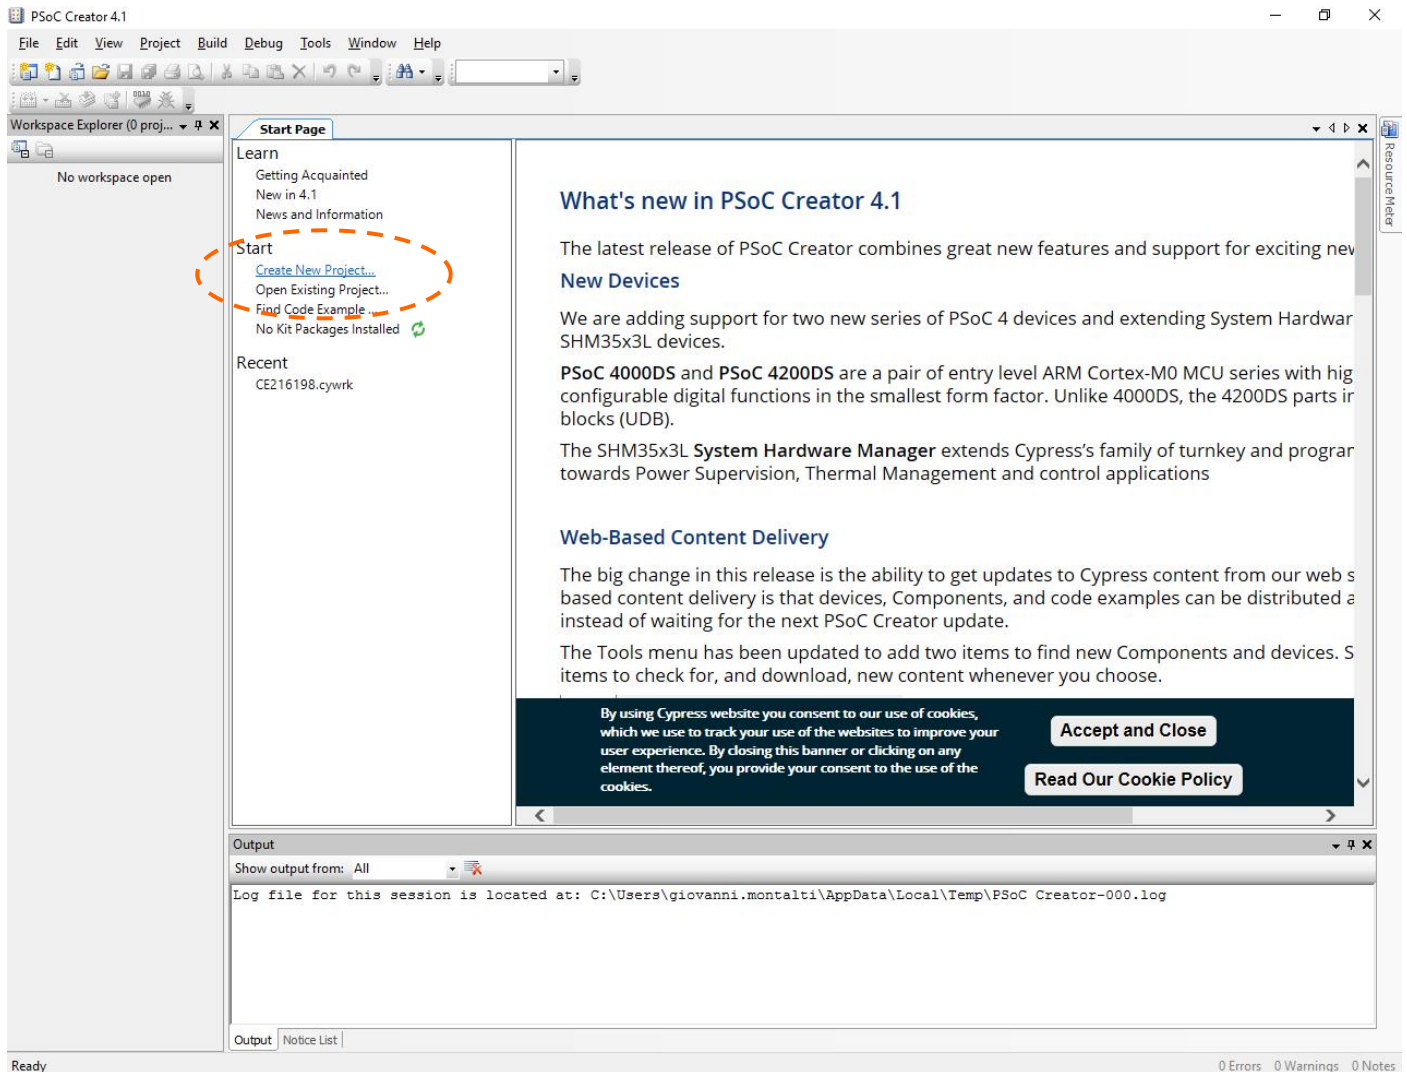 PSoC Creator 4.1
File Edit View Project Build Debug Tools Window Help
Workspace Explorer (0 proj...
No workspace open
Start Page
Learn
Getting Acquainted
New in 4.1
News and Information
Start
Create New Project...
Open Existing Project...
Find Code Example ...
No Kit Packages Installed
Recent
CE216198.cywrk
What's new in PSoC Creator 4.1
The latest release of PSoC Creator combines great new features and support for exciting new
New Devices
We are adding support for two new series of PSoC 4 devices and extending System Hardwar
SHM35x3L devices.
PSoC 4000DS and PSoC 4200DS are a pair of entry level ARM Cortex-M0 MCU series with hig
configurable digital functions in the smallest form factor. Unlike 4000DS, the 4200DS parts in
blocks (UDB).
The SHM35x3L System Hardware Manager extends Cypress's family of turnkey and program
towards Power Supervision, Thermal Management and control applications
Web-Based Content Delivery
The big change in this release is the ability to get updates to Cypress content from our web s
based content delivery is that devices, Components, and code examples can be distributed a
instead of waiting for the next PSoC Creator update.
The Tools menu has been updated to add two items to find new Components and devices. S
items to check for, and download, new content whenever you choose.
By using Cypress website you consent to our use of cookies,
which we use to track your use of the websites to improve your
user experience. By closing this banner or clicking on any
element thereof, you provide your consent to the use of the
cookies.
Accept and Close
Read Our Cookie Policy
Resource Meter
Output
Show output from: All
Log file for this session is located at: C:\Users\giovanni.montalti\AppData\Local\Temp\PSoC Creator-000.log
Output Notice List
Ready
0 Errors 0 Warnings 0 Notes